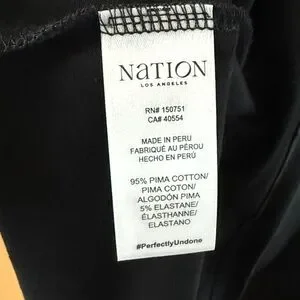 NATION
LOS ANGELES
RN# 150751
CA# 40554
MADE IN PERU
FABRIQUÉ AU PÉROU
HECHO EN PERÚ
95% PIMA COTTON/
PIMA COTON/
ALGODÓN PIMA
5% ELASTANE/
ÉLASTHANNE/
ELASTANO
#PerfectlyUndone